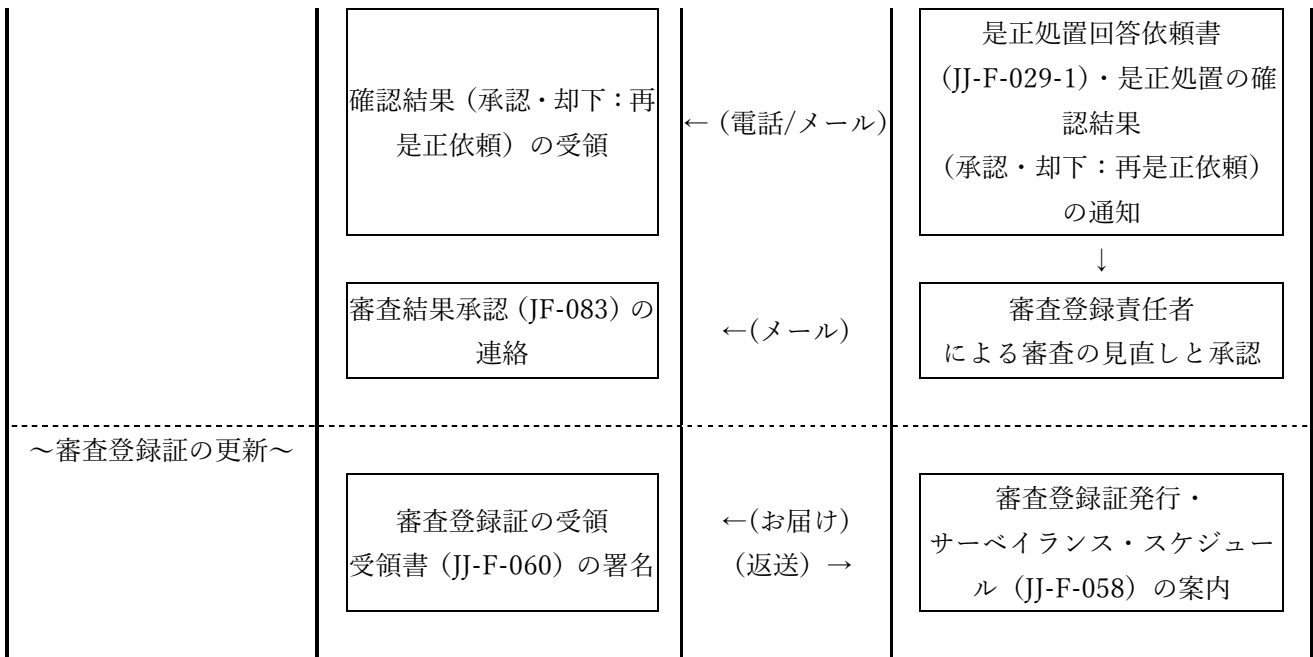 確認結果（承認・却下：再
是正依頼）の受領
←（電話/メール）
是正処置回答依頼書
（JJ-F-029-1）・是正処置の確
認結果
（承認・却下：再是正依頼）
の通知
↓
審査結果承認（JF-083）の
連絡
←(メール)
審査登録責任者
による審査の見直しと承認
～審査登録証の更新～
審査登録証の受領
受領書（JJ-F-060）の署名
←(お届け)
（返送）→
審査登録証発行・
サーベイランス・スケジュー
ル（JJ-F-058）の案内